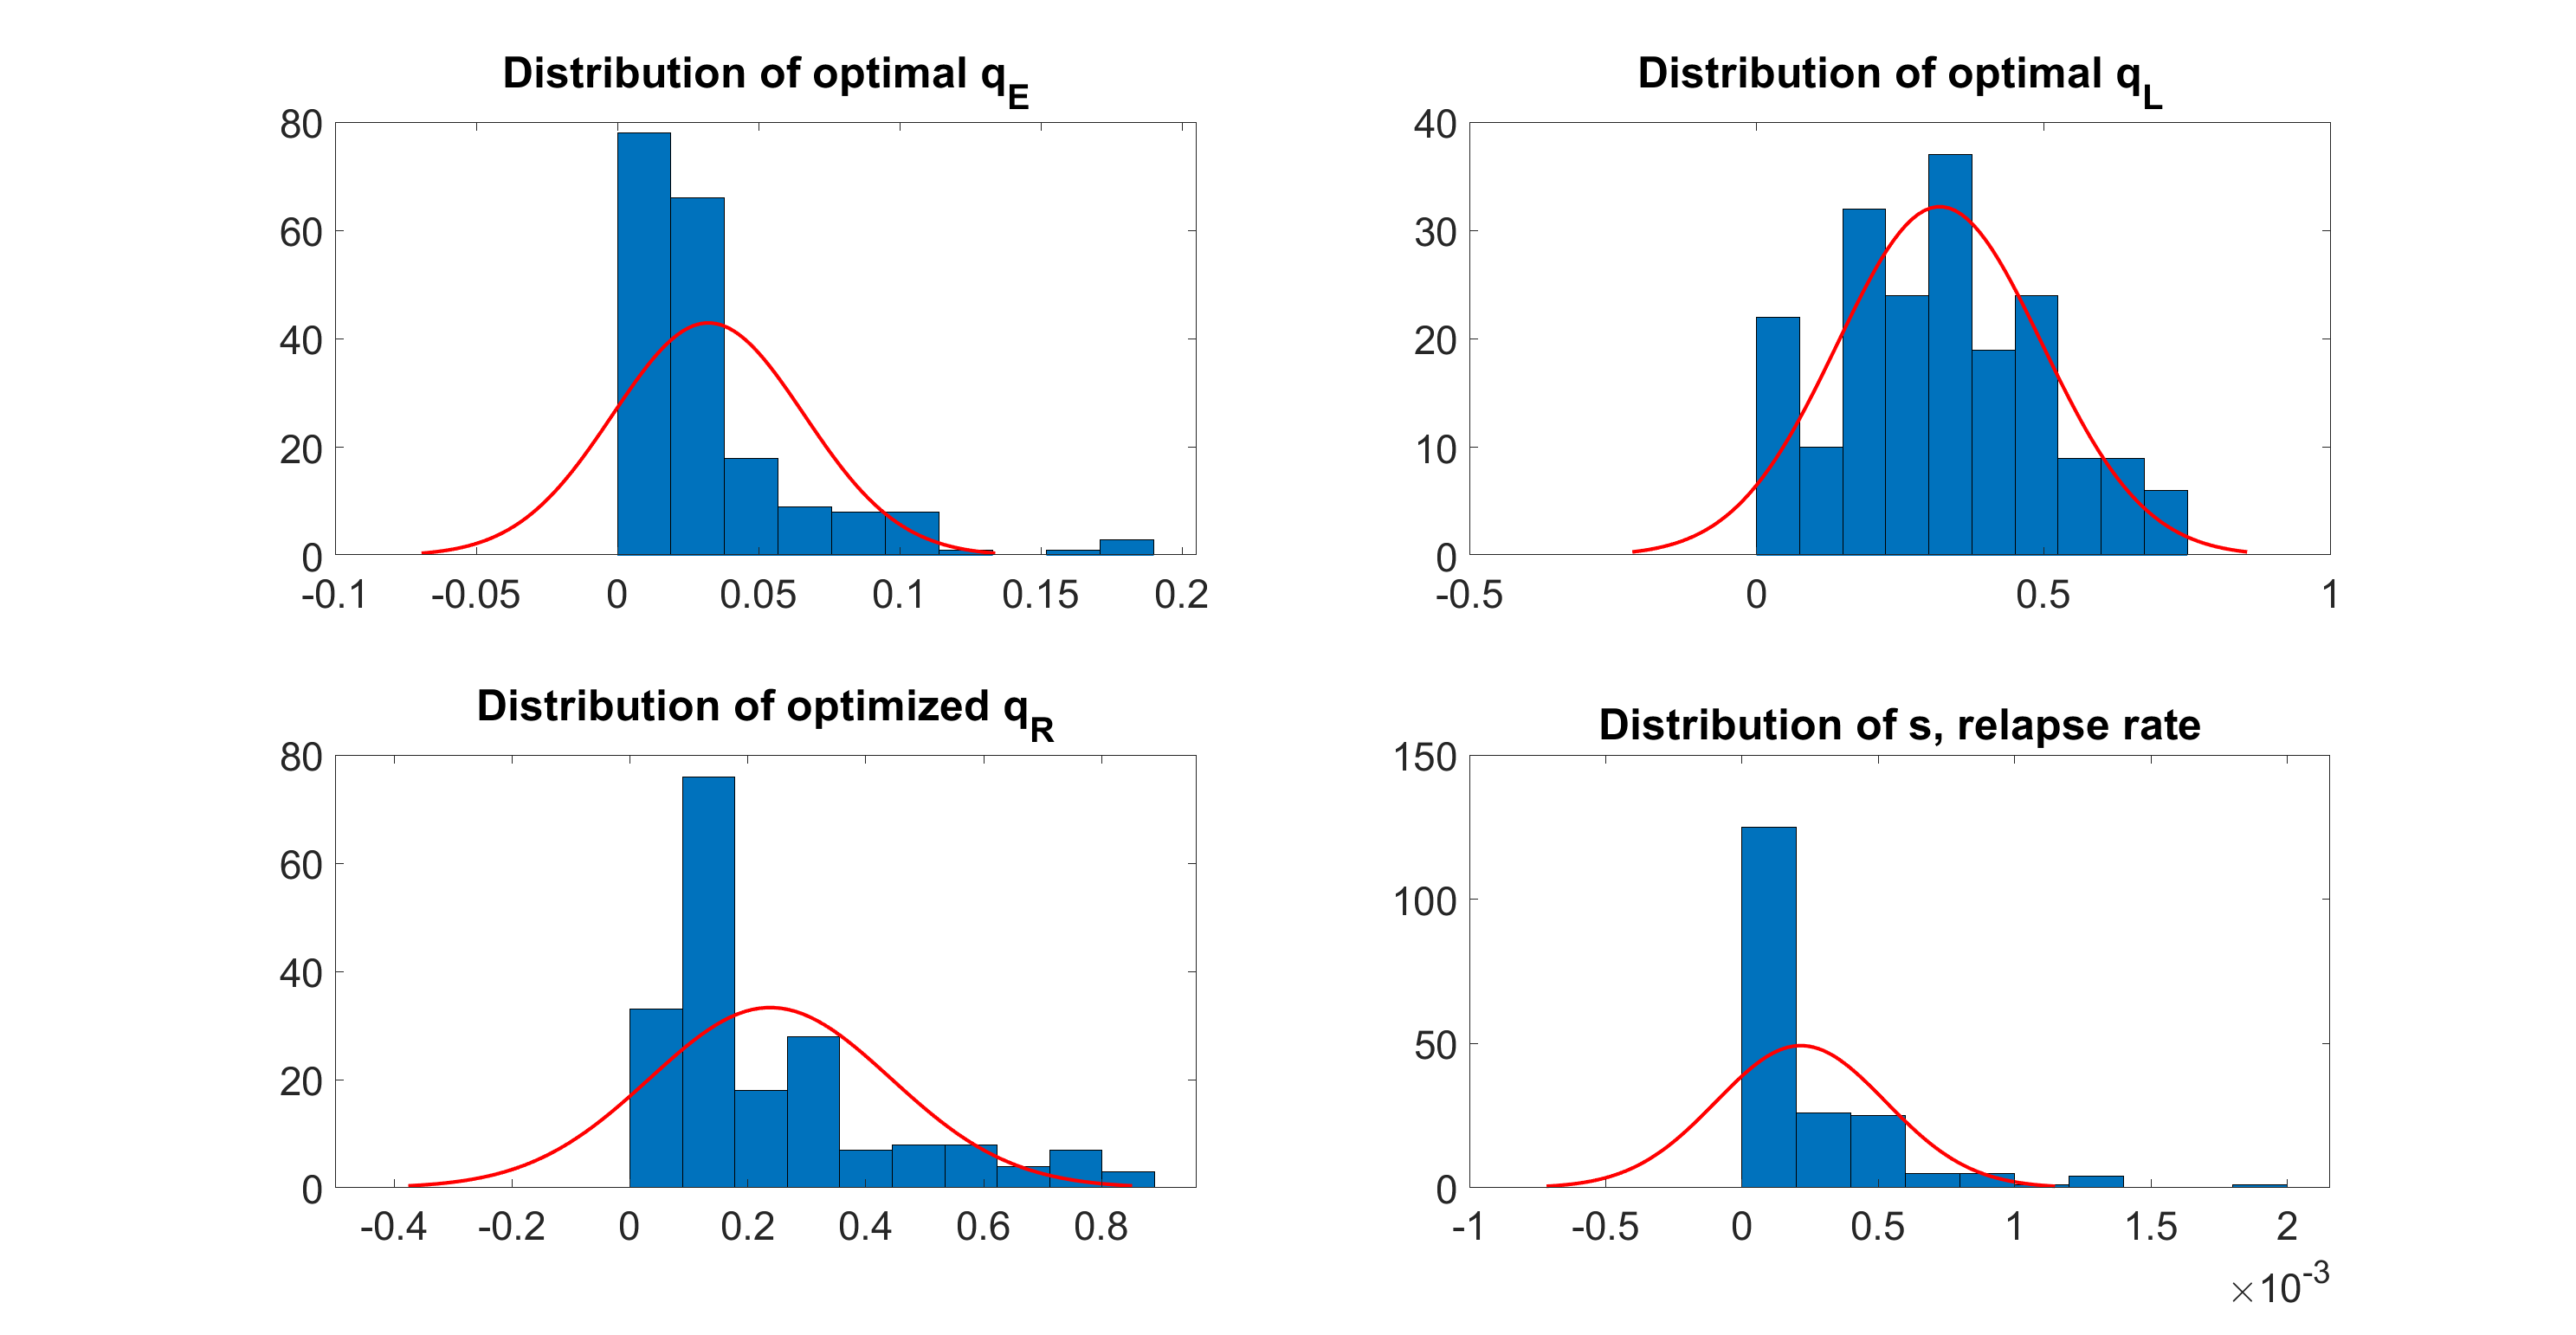 Distribution of optimal q_E
80
60
40
20
0
-0.1 -0.05 0 0.05 0.1 0.15 0.2
Distribution of optimal q_L
40
30
20
10
0
-0.5 0 0.5 1
Distribution of optimized q_R
80
60
40
20
0
-0.4 -0.2 0 0.2 0.4 0.6 0.8
Distribution of s, relapse rate
150
100
50
0
-1 -0.5 0 0.5 1 1.5 2
×10^-3